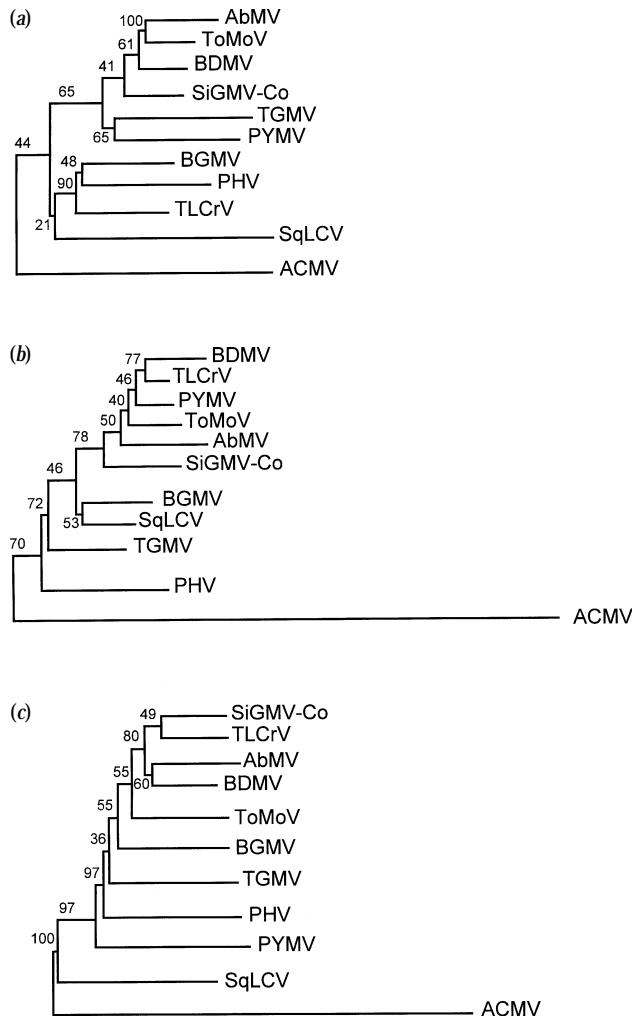 (a)
100 AbMV
ToMoV
61
BDMV
41
65
SiGMV-Co
TGMV
65 PYMV
44
48 BGMV
90 PHV
TLCrV
21
SqLCV
ACMV
(b)
77 BDMV
46 TLCrV
40 PYMV
50 ToMoV
78 AbMV
SiGMV-Co
46
72 BGMV
53 SqLCV
70 TGMV
PHV
ACMV
(c)
49 SiGMV-Co
80 TLCrV
AbMV
55 60 BDMV
55 ToMoV
36 BGMV
97 TGMV
97 PHV
100 PYMV
SqLCV
ACMV